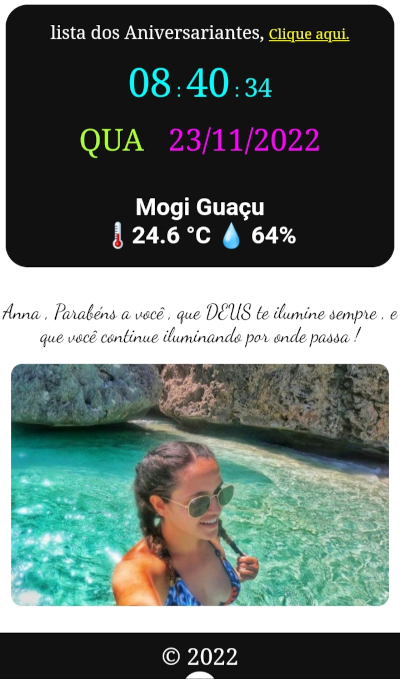 lista dos Aniversariantes, Clique aqui.
08 : 40 : 34
QUA 23/11/2022
Mogi Guaçu
24.6 °C 64%
Anna , Parabéns a você , que DEUS te ilumine sempre , e
que você continue iluminando por onde passa !
© 2022